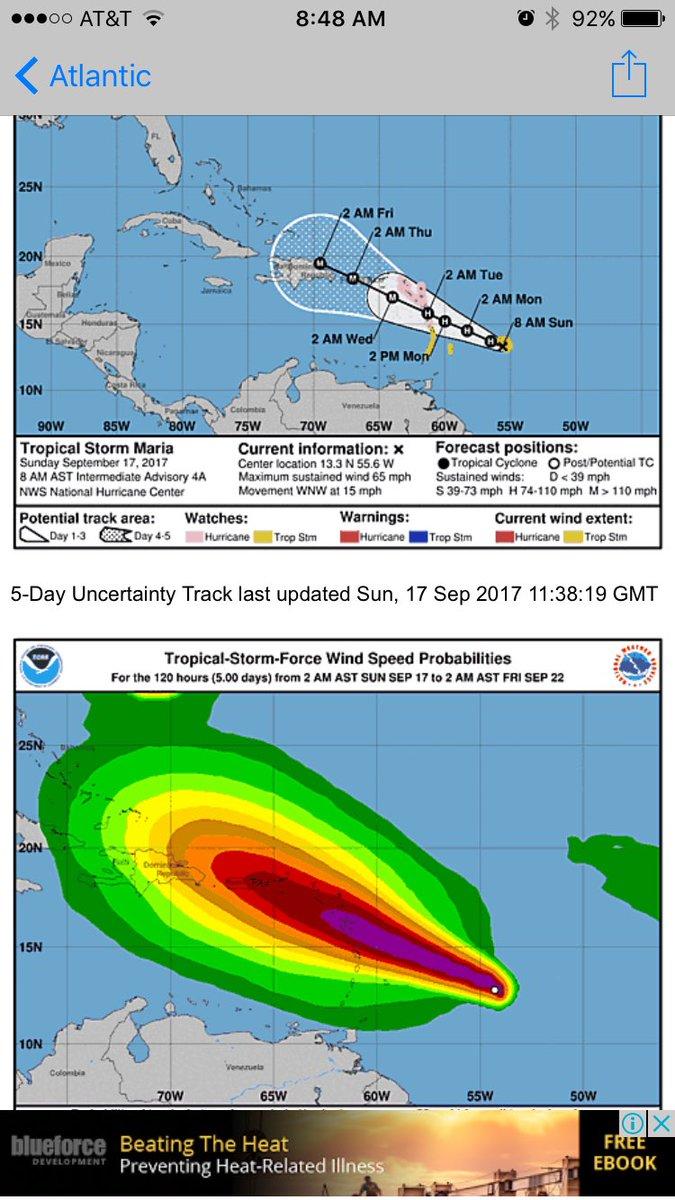 AT&T 8:48 AM 92%
Atlantic
30N
FL
25N
Bahamas
2 AM Fri
Cuba
2 AM Thu
20N
Mexico
Dominican
Republic
2 AM Tue
Belize
Jamaica
2 AM Mon
Guatemala
15N
Honduras
8 AM Sun
El Salvador
2 AM Wed
Nicaragua
2 PM Mon
Costa Rica
10N
Panama
Colombia
Venezuela
90W 85W 80W 75W 70W 65W 60W 55W 50W
Tropical Storm Maria
Sunday September 17, 2017
8 AM AST Intermediate Advisory 4A
NWS National Hurricane Center
Current information: x
Center location 13.3 N 55.6 W
Maximum sustained wind 65 mph
Movement WNW at 15 mph
Forecast positions:
Tropical Cyclone Post/Potential TC
Sustained winds: D < 39 mph
S 39-73 mph H 74-110 mph M > 110 mph
Potential track area:
Day 1-3 Day 4-5
Watches:
Hurricane Trop Stm
Warnings:
Hurricane Trop Stm
Current wind extent:
Hurricane Trop Stm
5-Day Uncertainty Track last updated Sun, 17 Sep 2017 11:38:19 GMT
Tropical-Storm-Force Wind Speed Probabilities
For the 120 hours (5.00 days) from 2 AM AST SUN SEP 17 to 2 AM AST FRI SEP 22
25N
Bahamas
20N
Haiti
Dominican
Republic
15N
10N
Colombia
Venezuela
70W 65W 60W 55W 50W
blueforce
DEVELOPMENT
Beating The Heat
Preventing Heat-Related Illness
FREE
EBOOK